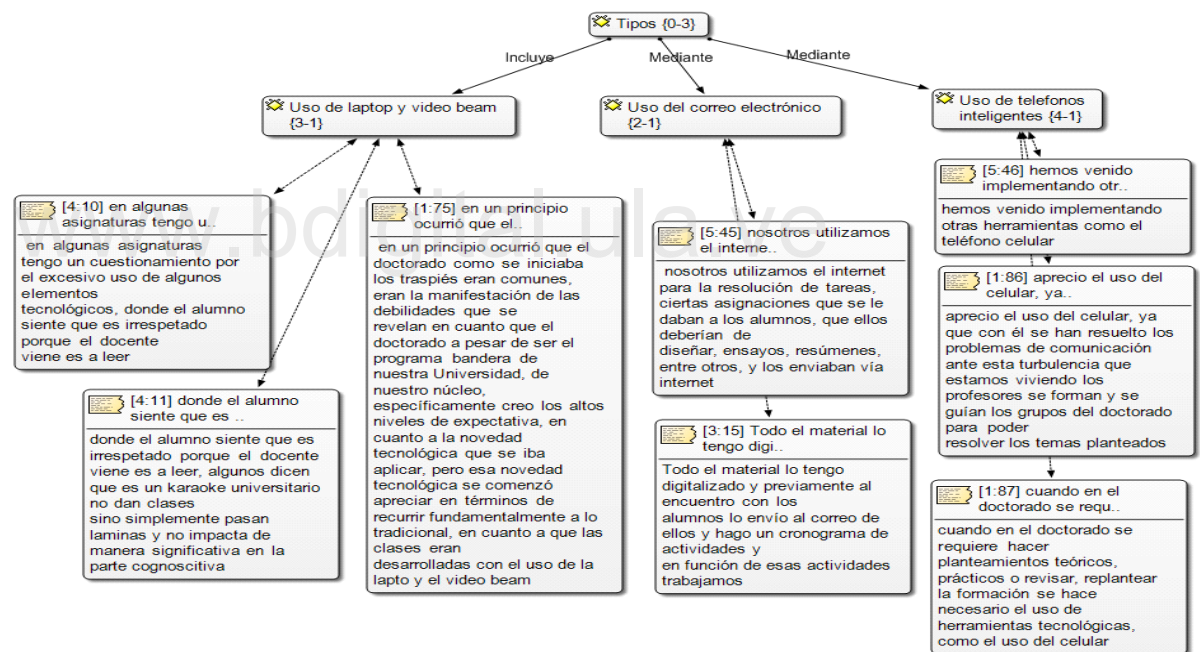 Tipos {0-3}
Incluye
Mediante
Mediante
Uso de laptop y video beam
{3-1}
Uso del correo electrónico
{2-1}
Uso de telefonos
inteligentes {4-1}
[4:10] en algunas
asignaturas tengo u..
en algunas asignaturas
tengo un cuestionamiento por
el excesivo uso de algunos
elementos
tecnológicos, donde el alumno
siente que es irrespetado
porque el docente
viene es a leer
[4:11] donde el alumno
siente que es ..
donde el alumno siente que es
irrespetado porque el docente
viene es a leer, algunos dicen
que es un karaoke universitario
no dan clases
sino simplemente pasan
laminas y no impacta de
manera significativa en la
parte cognoscitiva
[1:75] en un principio
ocurrió que el..
en un principio ocurrió que el
doctorado como se iniciaba
los traspiés eran comunes,
eran la manifestación de las
debilidades que se
revelan en cuanto que el
doctorado a pesar de ser el
programa bandera de
nuestra Universidad, de
nuestro núcleo,
específicamente creo los altos
niveles de expectativa, en
cuanto a la novedad
tecnológica que se iba
aplicar, pero esa novedad
tecnológica se comenzó
apreciar en términos de
recurrir fundamentalmente a lo
tradicional, en cuanto a que las
clases eran
desarrolladas con el uso de la
lapto y el video beam
[5:45] nosotros utilizamos
el interne..
nosotros utilizamos el internet
para la resolución de tareas,
ciertas asignaciones que se le
daban a los alumnos, que ellos
deberían de
diseñar, ensayos, resúmenes,
entre otros, y los enviaban vía
internet
[3:15] Todo el material lo
tengo digi..
Todo el material lo tengo
digitalizado y previamente al
encuentro con los
alumnos lo envío al correo de
ellos y hago un cronograma de
actividades y
en función de esas actividades
trabajamos
[5:46] hemos venido
implementando otr..
hemos venido implementando
otras herramientas como el
teléfono celular
[1:86] aprecio el uso del
celular, ya..
aprecio el uso del celular, ya
que con él se han resuelto los
problemas de comunicación
ante esta turbulencia que
estamos viviendo los
profesores se forman y se
guían los grupos del doctorado
para poder
resolver los temas planteados
[1:87] cuando en el
doctorado se requ..
cuando en el doctorado se
requiere hacer
planteamientos teóricos,
prácticos o revisar, replantear
la formación se hace
necesario el uso de
herramientas tecnológicas,
como el uso del celular
www.bdigital.ula.ve